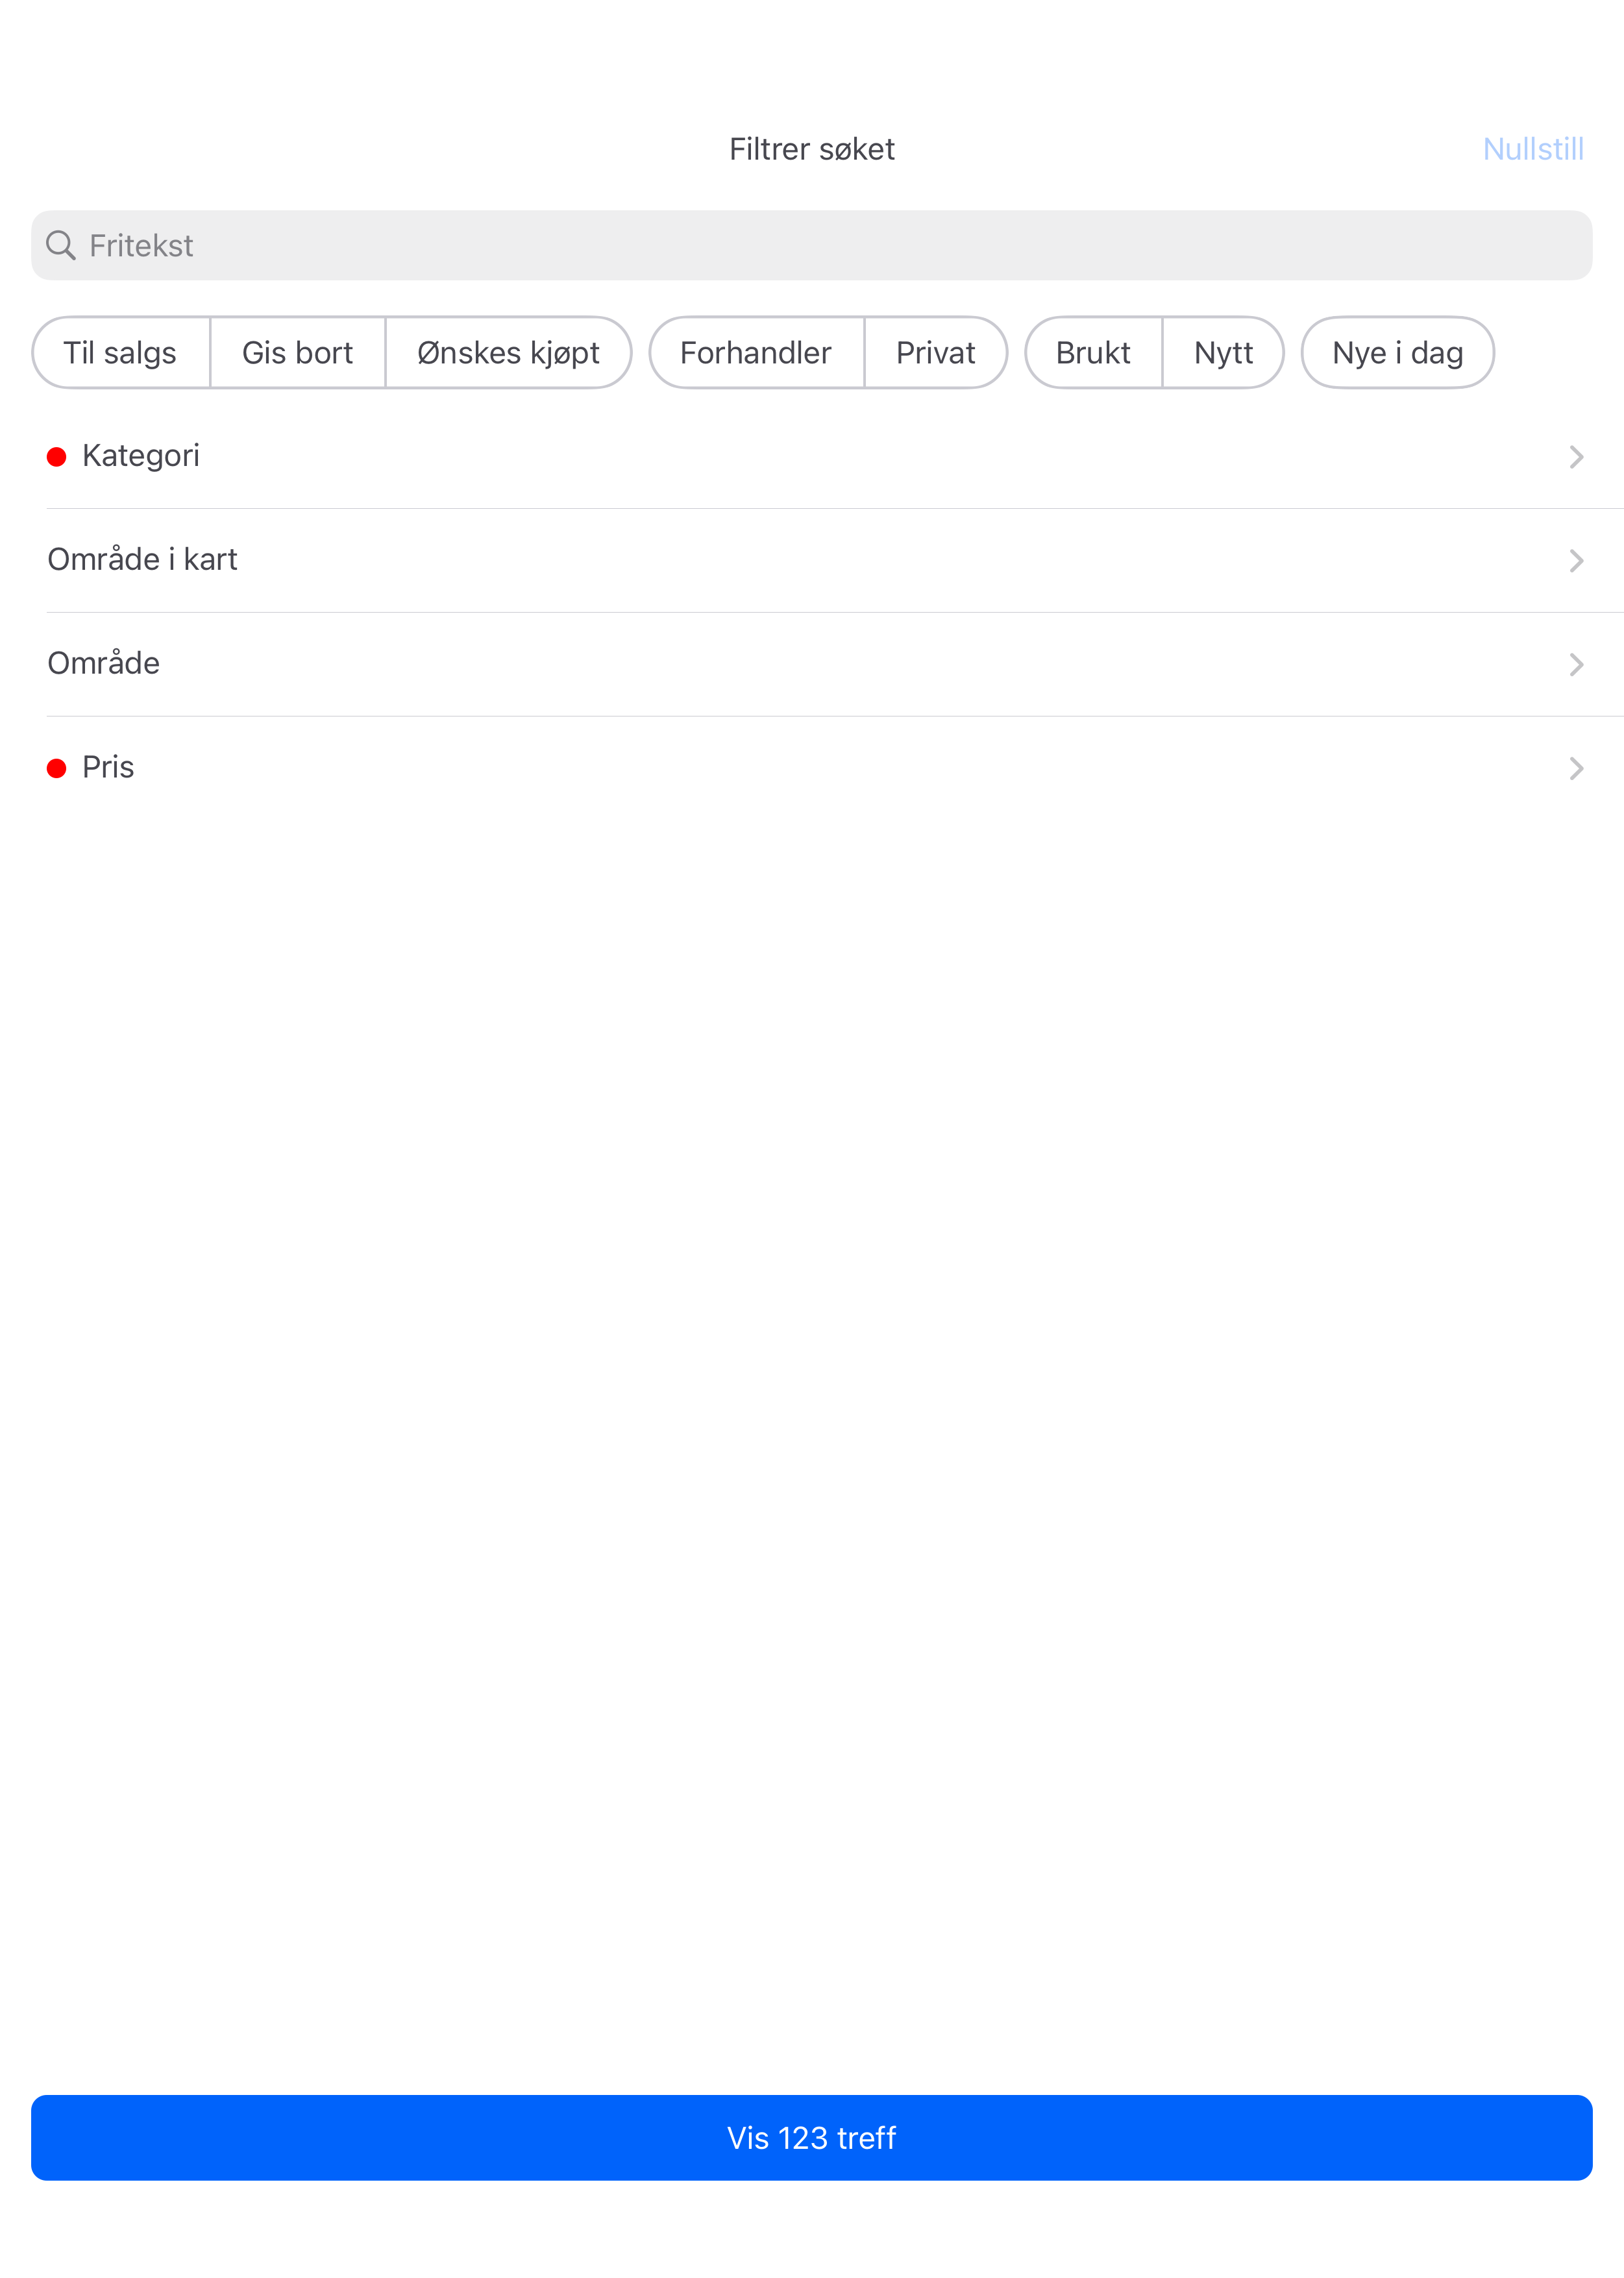 Filtrer søket Nullstill
Fritekst
Til salgs Gis bort Ønskes kjøpt Forhandler Privat Brukt Nytt Nye i dag
Kategori
Område i kart
Område
Pris
Vis 123 treff